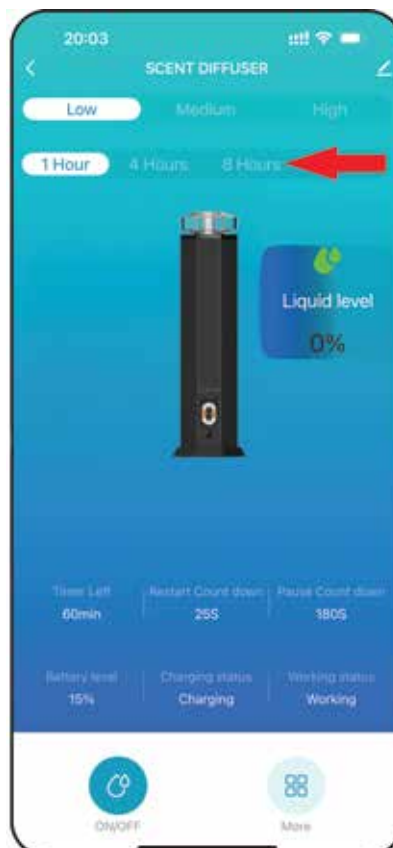 20:03
SCENT DIFFUSER
Low Medium High
1 Hour 4 Hours 8 Hours
Liquid level
0%
Timer Left Restart Count down Pause Count down
60min 25S 180S
Battery level Charging status Working status
15% Charging Working
ON/OFF More